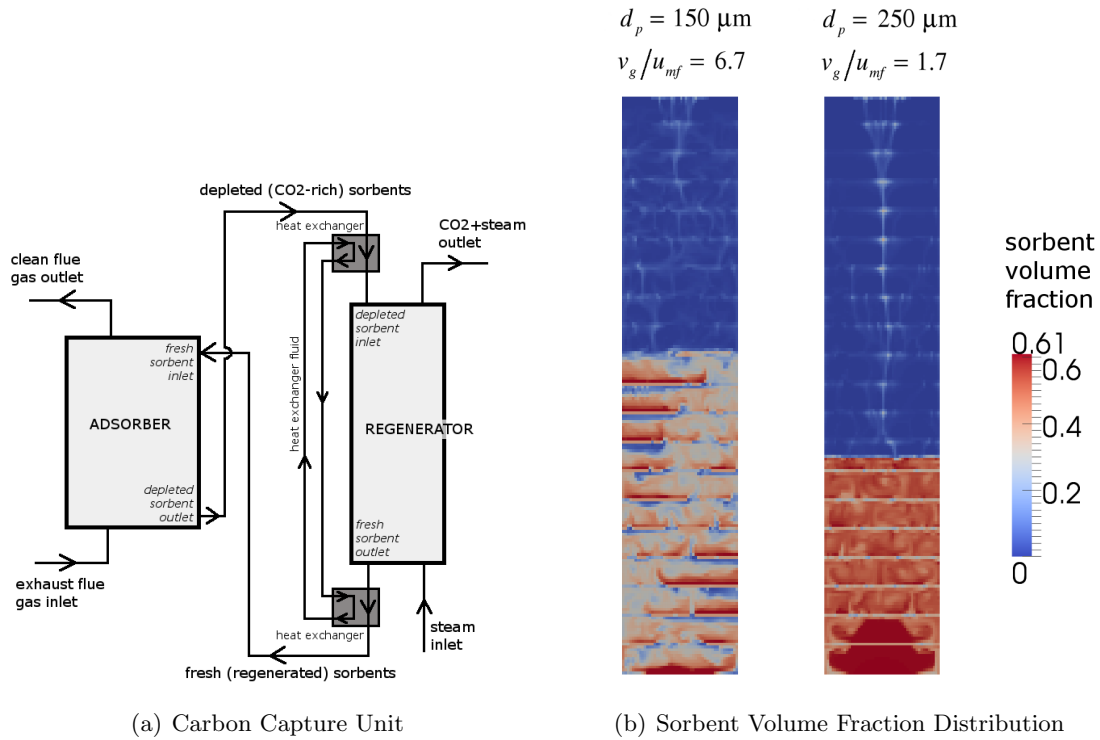 depleted (CO2-rich) sorbents
heat exchanger
CO2+steam
outlet
clean flue
gas outlet
fresh
sorbent
inlet
ADSORBER
depleted
sorbent
outlet
exhaust flue
gas inlet
heat exchanger fluid
depleted
sorbent
inlet
REGENERATOR
fresh
sorbent
outlet
heat exchanger
steam
inlet
fresh (regenerated) sorbents
(a) Carbon Capture Unit
d_p = 150 µm
v_g/u_mf = 6.7
d_p = 250 µm
v_g/u_mf = 1.7
sorbent
volume
fraction
0.61
0.6
0.4
0.2
0
(b) Sorbent Volume Fraction Distribution